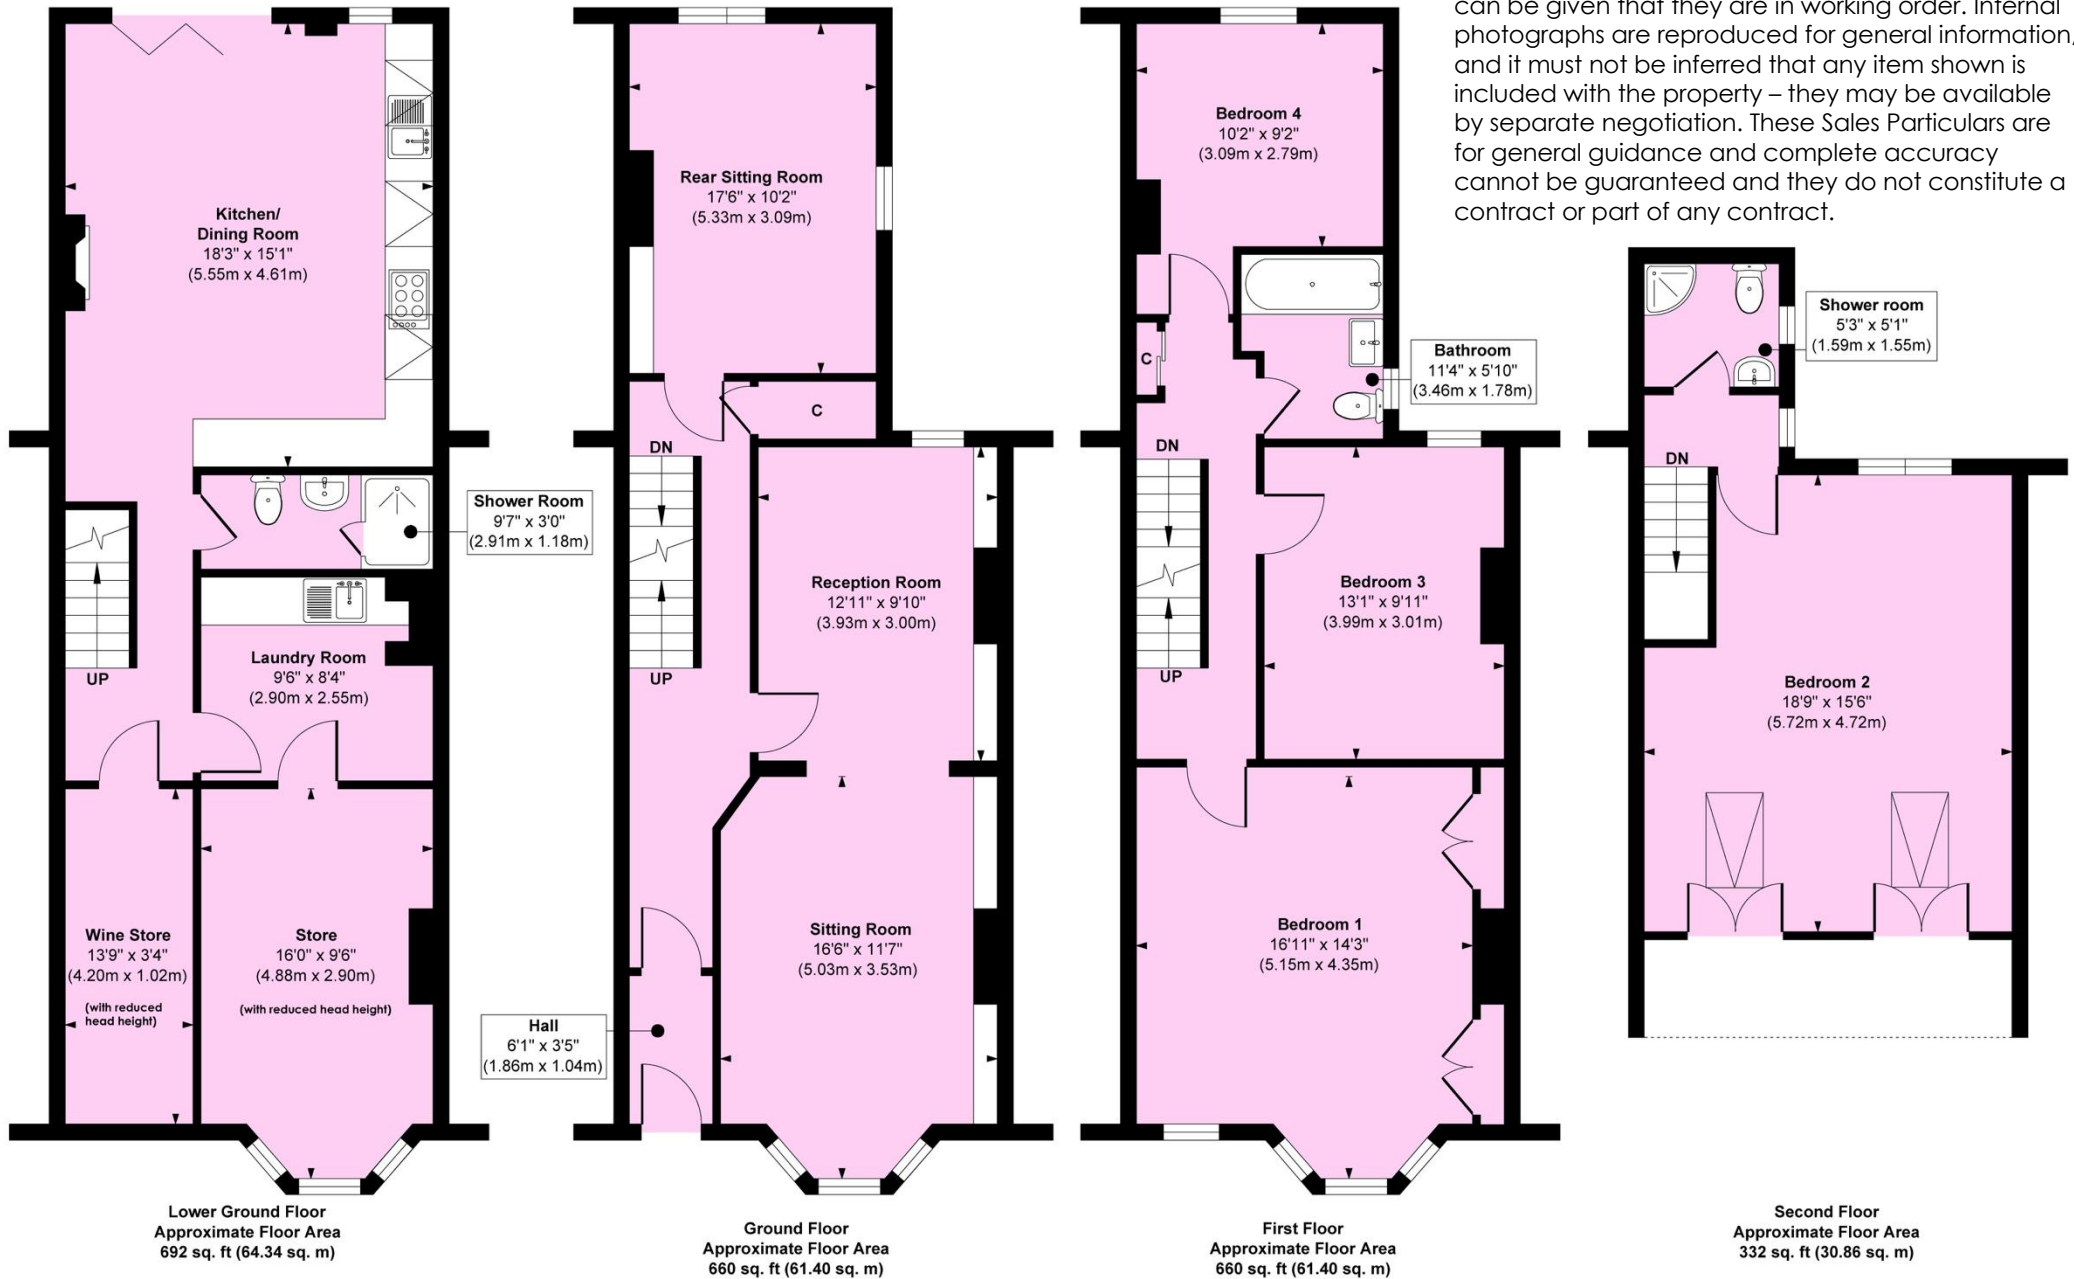 can be given that they are in working order. Internal
photographs are reproduced for general information,
and it must not be inferred that any item shown is
included with the property – they may be available
by separate negotiation. These Sales Particulars are
for general guidance and complete accuracy
cannot be guaranteed and they do not constitute a
contract or part of any contract.
Kitchen/
Dining Room
18'3" x 15'1"
(5.55m x 4.61m)
Shower Room
9'7" x 3'0"
(2.91m x 1.18m)
UP
Laundry Room
9'6" x 8'4"
(2.90m x 2.55m)
Wine Store
13'9" x 3'4"
(4.20m x 1.02m)
(with reduced
head height)
Store
16'0" x 9'6"
(4.88m x 2.90m)
(with reduced head height)
Lower Ground Floor
Approximate Floor Area
692 sq. ft (64.34 sq. m)
Rear Sitting Room
17'6" x 10'2"
(5.33m x 3.09m)
C
DN
UP
Reception Room
12'11" x 9'10"
(3.93m x 3.00m)
Sitting Room
16'6" x 11'7"
(5.03m x 3.53m)
Hall
6'1" x 3'5"
(1.86m x 1.04m)
Ground Floor
Approximate Floor Area
660 sq. ft (61.40 sq. m)
Bedroom 4
10'2" x 9'2"
(3.09m x 2.79m)
C
Bathroom
11'4" x 5'10"
(3.46m x 1.78m)
DN
UP
Bedroom 3
13'1" x 9'11"
(3.99m x 3.01m)
Bedroom 1
16'11" x 14'3"
(5.15m x 4.35m)
First Floor
Approximate Floor Area
660 sq. ft (61.40 sq. m)
Shower room
5'3" x 5'1"
(1.59m x 1.55m)
DN
Bedroom 2
18'9" x 15'6"
(5.72m x 4.72m)
Second Floor
Approximate Floor Area
332 sq. ft (30.86 sq. m)